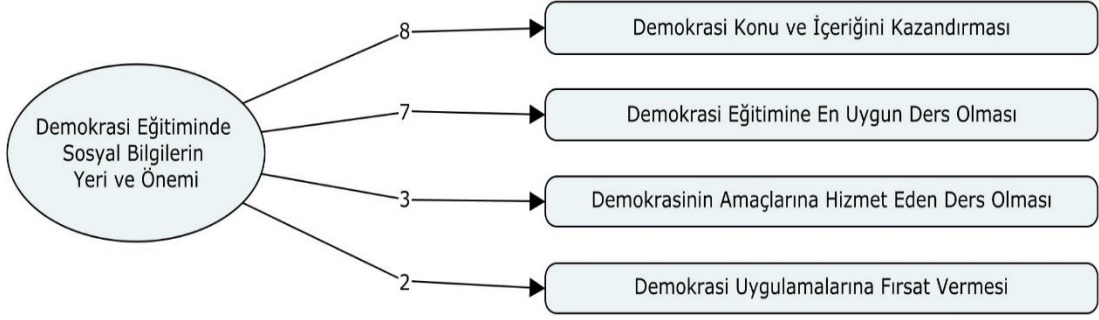 Demokrasi Eğitiminde
Sosyal Bilgilerin
Yeri ve Önemi
8
Demokrasi Konu ve İçeriğini Kazandırması
7
Demokrasi Eğitimine En Uygun Ders Olması
3
Demokrasinin Amaçlarına Hizmet Eden Ders Olması
2
Demokrasi Uygulamalarına Fırsat Vermesi